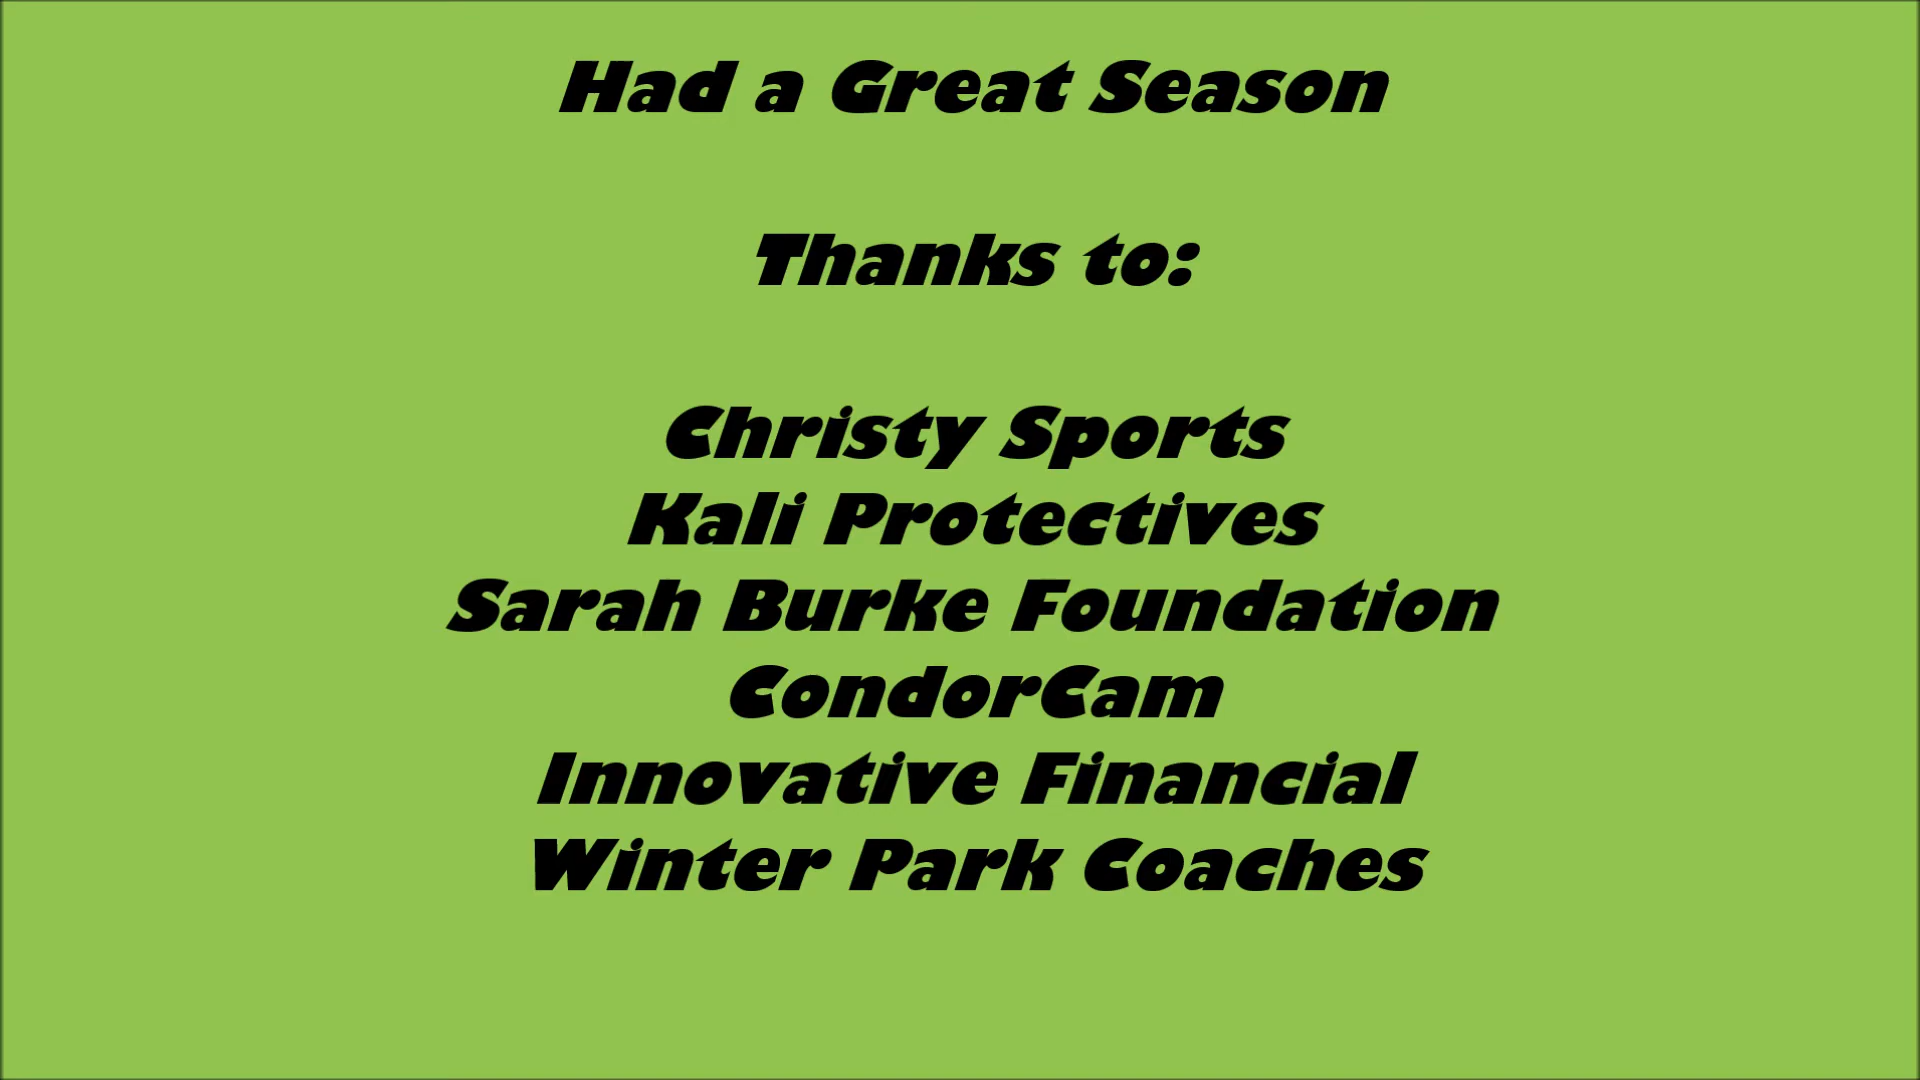 Had a Great Season
Thanks to:
Christy Sports
Kali Protectives
Sarah Burke Foundation
CondorCam
Innovative Financial
Winter Park Coaches